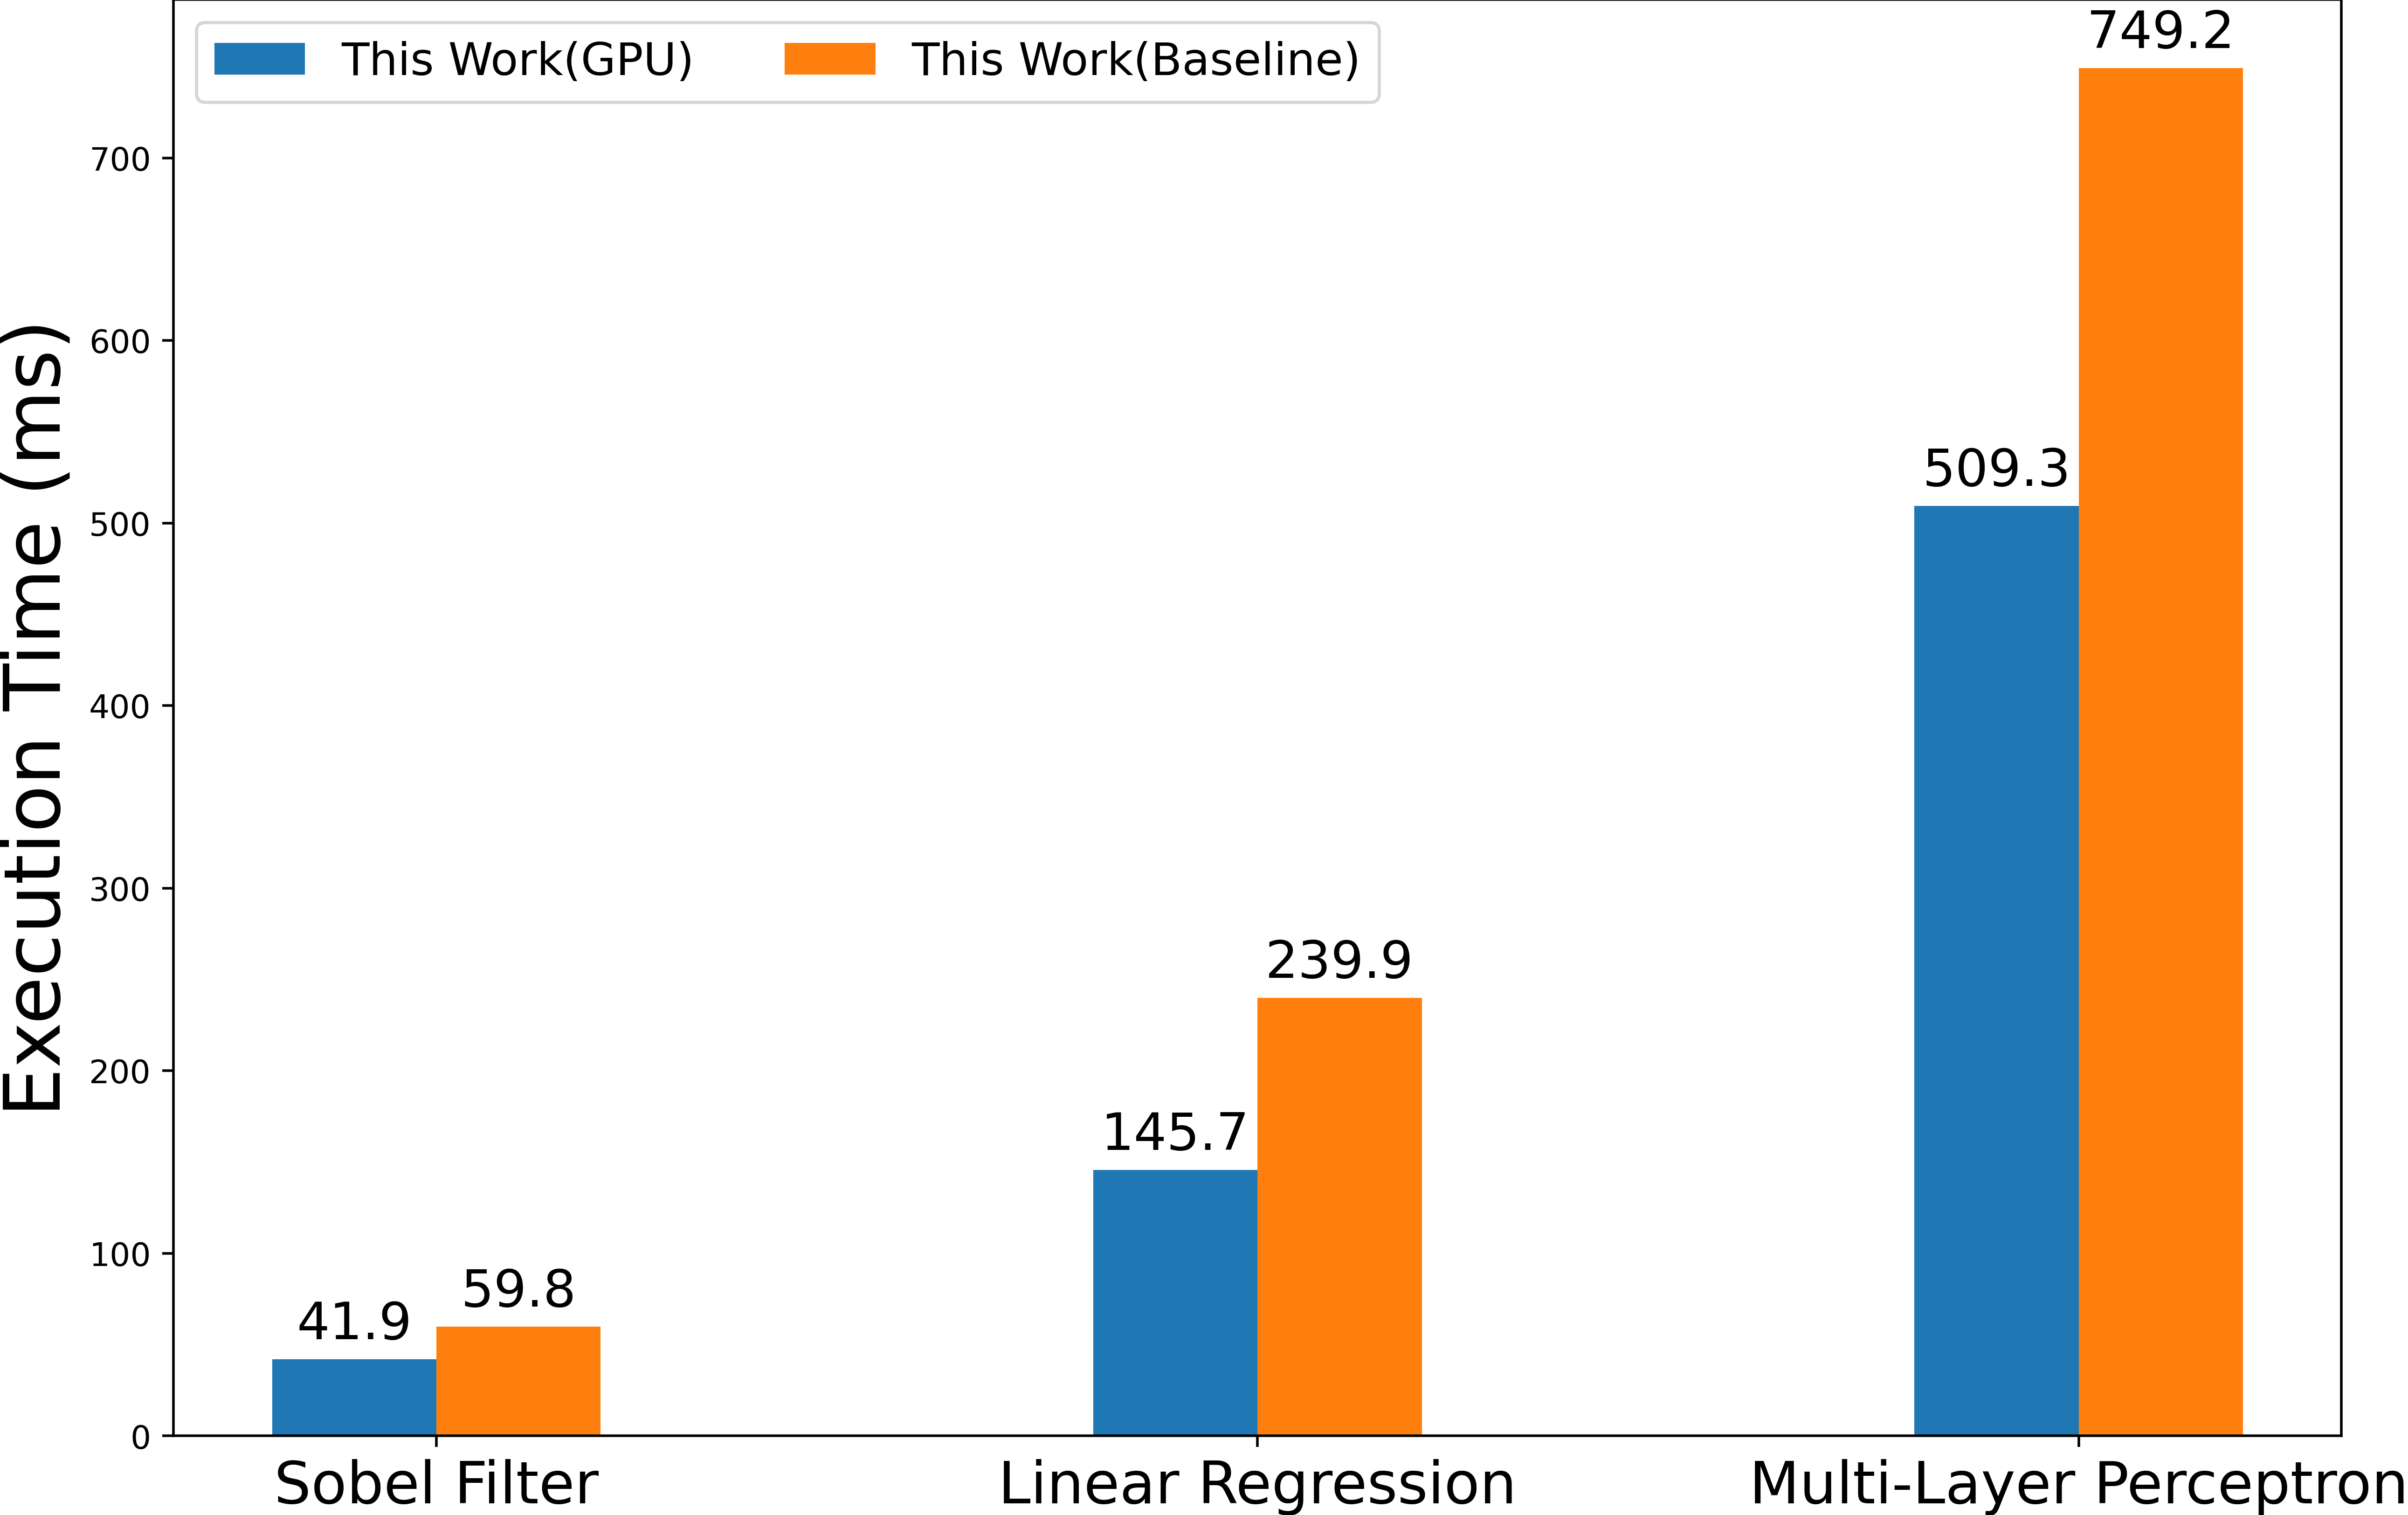 This Work(GPU) This Work(Baseline)
Execution Time (ms)
700
600
500
400
300
200
100
0
41.9
59.8
145.7
239.9
509.3
749.2
Sobel Filter
Linear Regression
Multi-Layer Perceptron